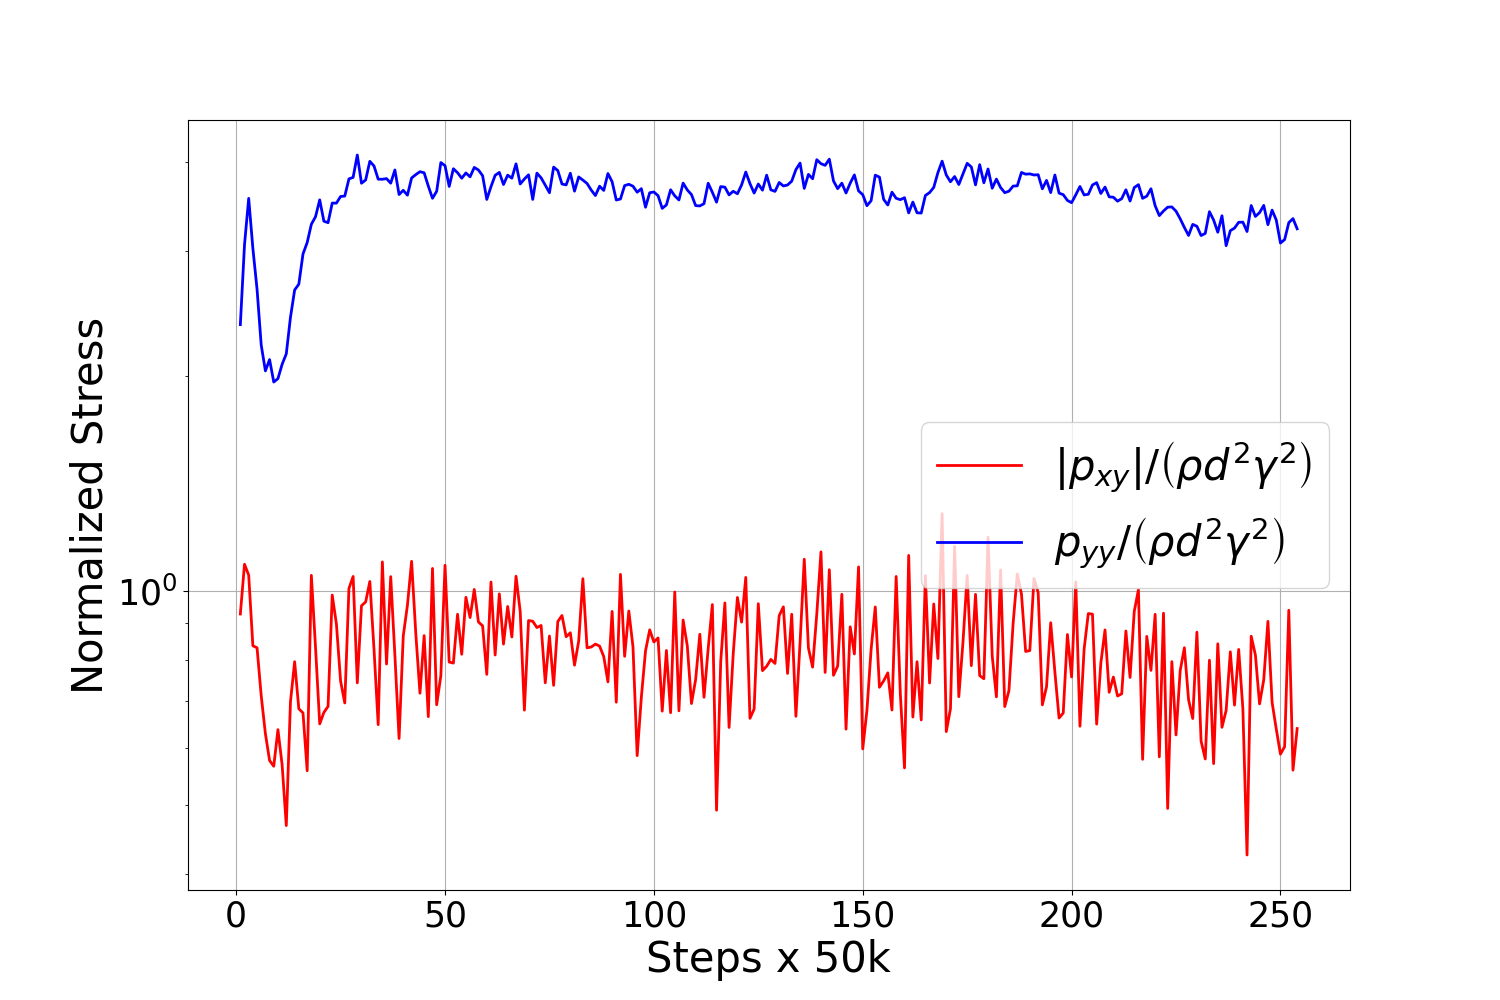 Normalized Stress
10⁰
|p_xy|/(ρd²γ²)
p_yy/(ρd²γ²)
0 50 100 150 200 250
Steps x 50k